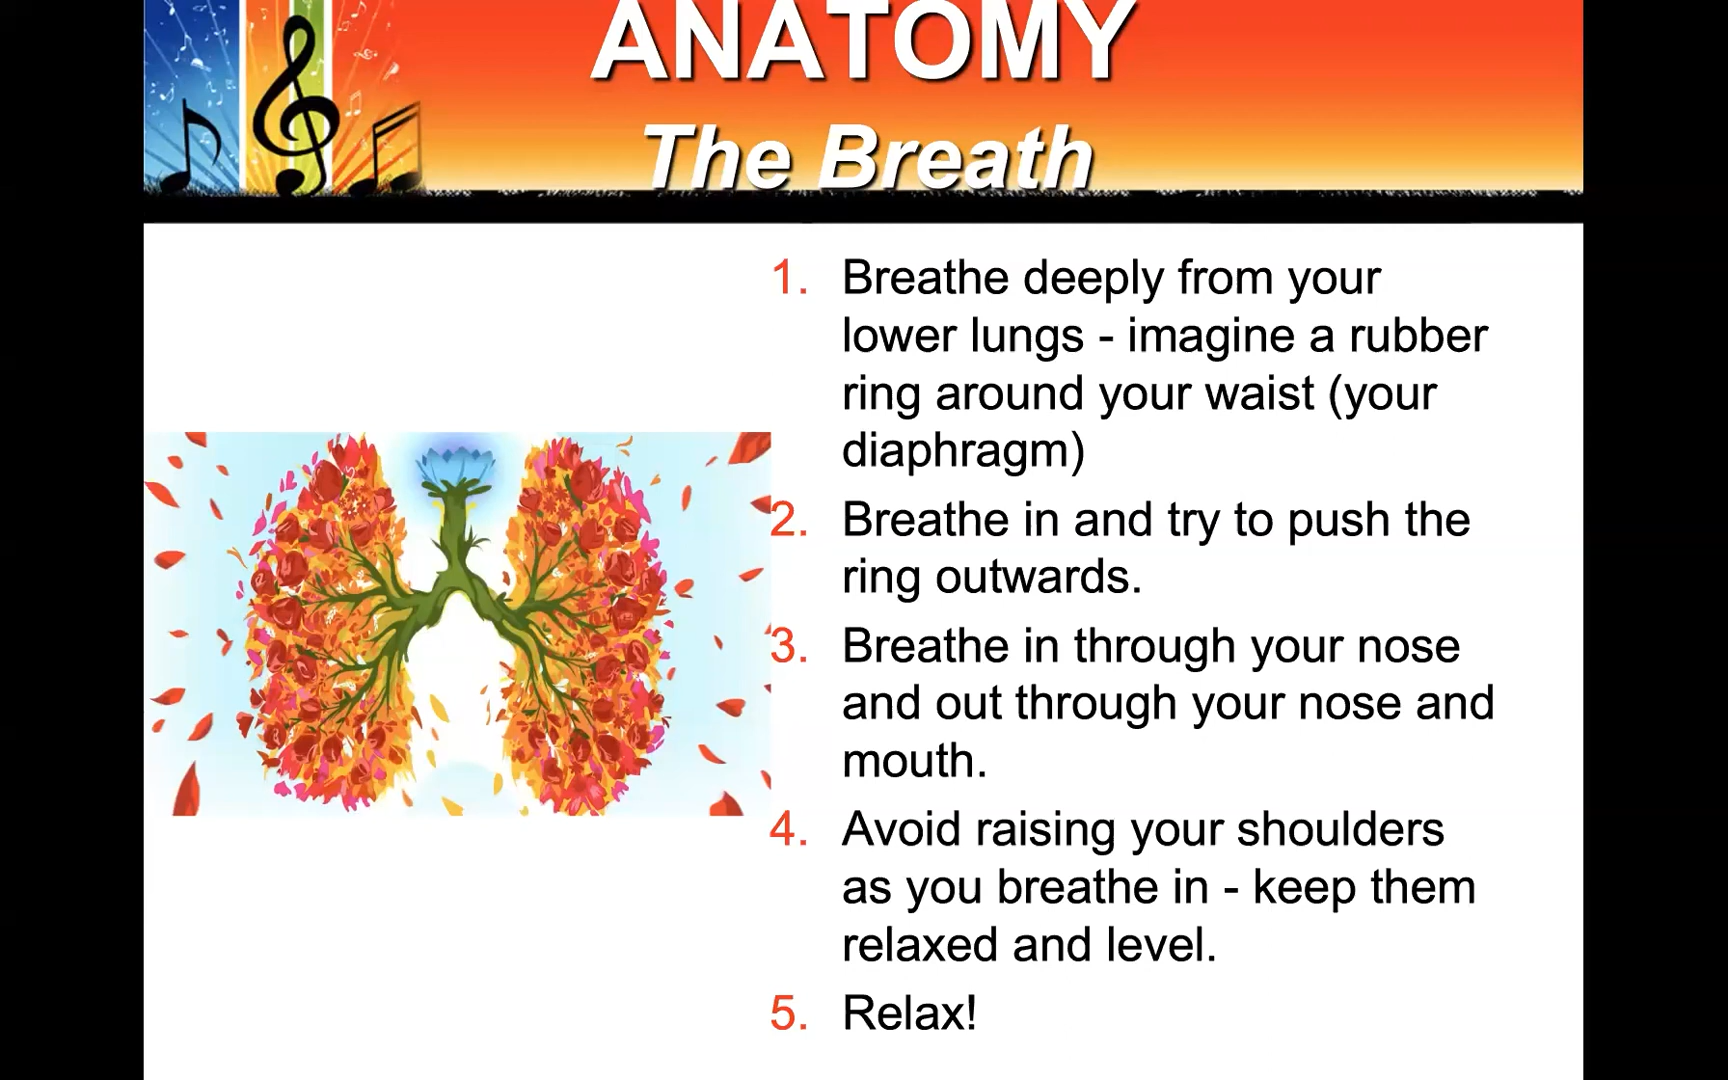 ANATOMY
The Breath
1. Breathe deeply from your
lower lungs - imagine a rubber
ring around your waist (your
diaphragm)
2. Breathe in and try to push the
ring outwards.
3. Breathe in through your nose
and out through your nose and
mouth.
4. Avoid raising your shoulders
as you breathe in - keep them
relaxed and level.
5. Relax!